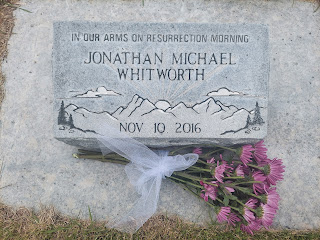 IN OUR ARMS ON RESURRECTION MORNING
JONATHAN MICHAEL
WHITWORTH
NOV 10 2016